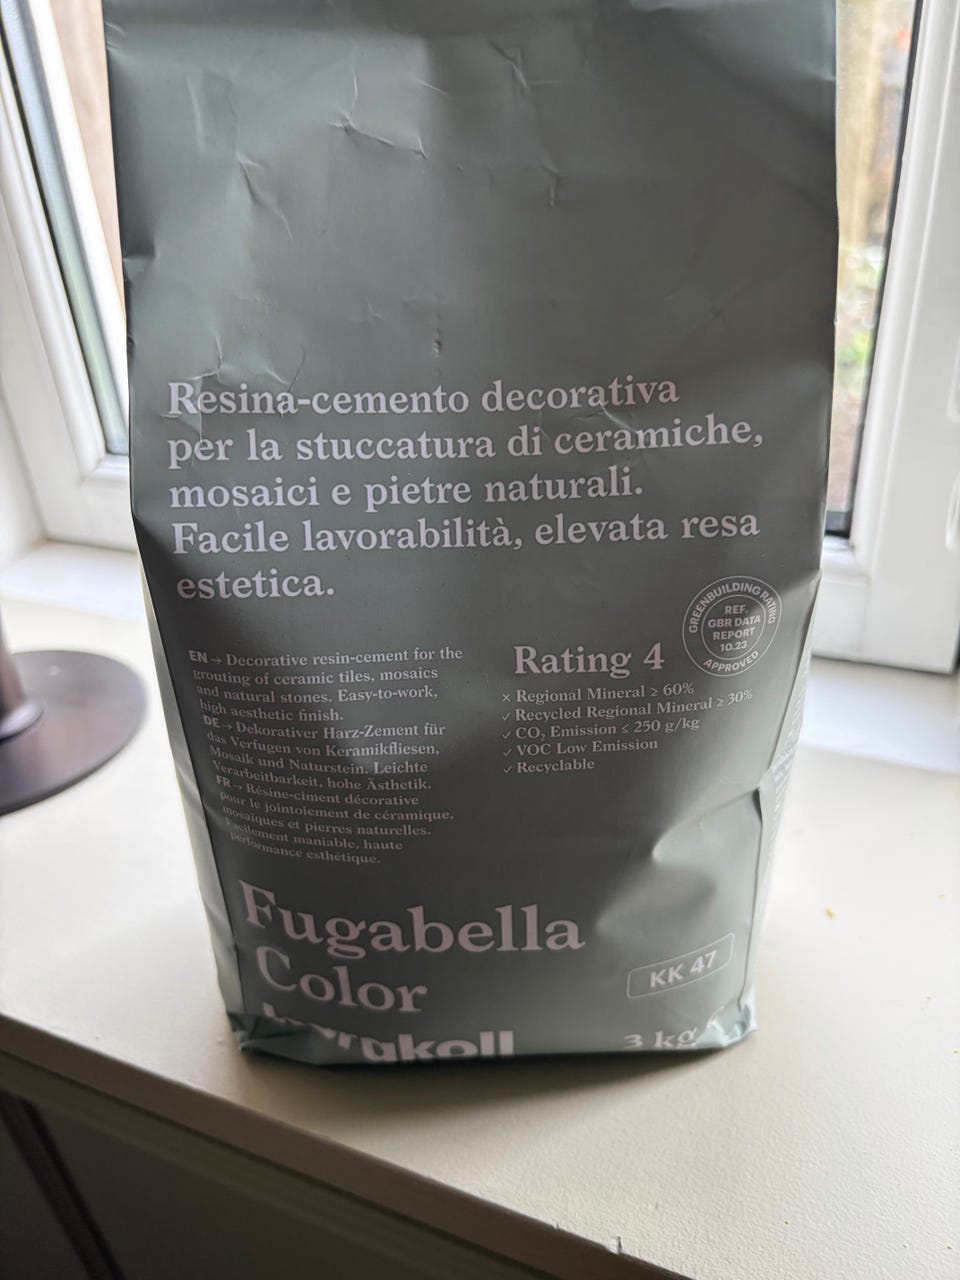 Resina-cemento decorativa
per la stuccatura di ceramiche,
mosaici e pietre naturali.
Facile lavorabilità, elevata resa
estetica.
EN → Decorative resin-cement for the
grouting of ceramic tiles, mosaics
and natural stones. Easy-to-work,
high aesthetic finish.
DE → Dekorativer Harz-Zement für
das Verfugen von Keramikfliesen,
Mosaik und Naturstein. Leichte
Verarbeitbarkeit, hohe Ästhetik.
FR → Résine-ciment décorative
pour le jointoiement de céramique,
mosaïques et pierres naturelles.
Facilement maniable, haute
performance esthétique.
Rating 4
× Regional Mineral ≥ 60%
✓ Recycled Regional Mineral ≥ 30%
✓ CO₂ Emission ≤ 250 g/kg
✓ VOC Low Emission
✓ Recyclable
GREENBUILDING RATING
REF.
GBR DATA
REPORT
10.23
APPROVED
Fugabella
Color
KK 47
kerakoll
3 kg